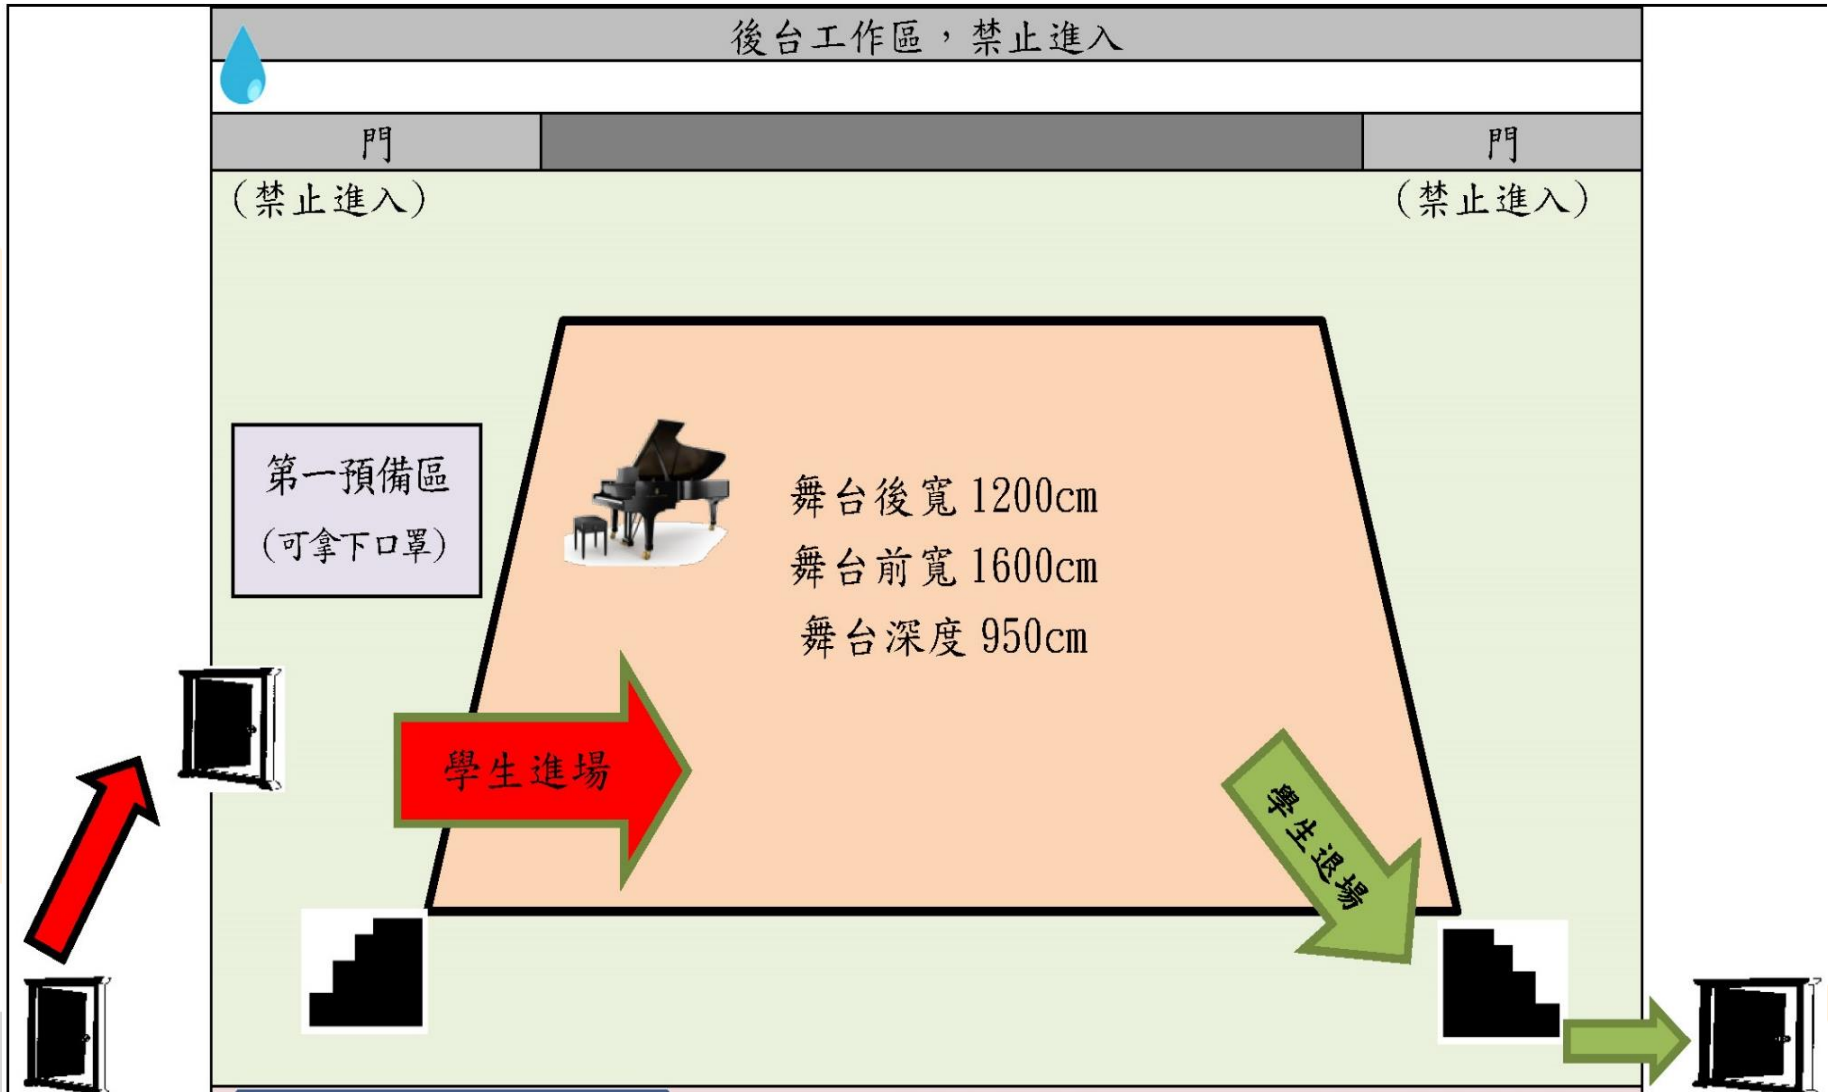 後台工作區，禁止進入
門
門
（禁止進入）
（禁止進入）
第一預備區
（可拿下口罩）
舞台後寬 1200cm
舞台前寬 1600cm
舞台深度 950cm
學生進場
學生退場